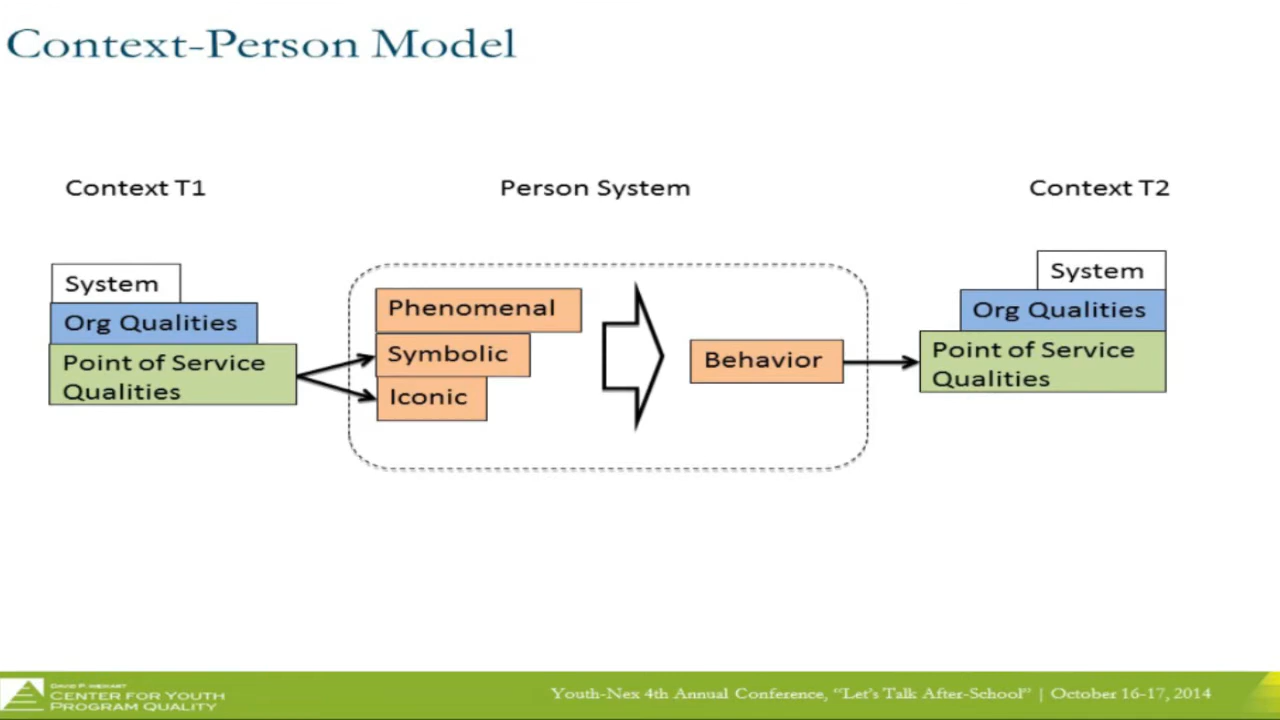 Context-Person Model
Context T1
Person System
Context T2
System
Org Qualities
Point of Service
Qualities
Phenomenal
Symbolic
Iconic
Behavior
System
Org Qualities
Point of Service
Qualities
DAVID P. WEIKART
CENTER FOR YOUTH
PROGRAM QUALITY
Youth-Nex 4th Annual Conference, “Let’s Talk After-School” | October 16-17, 2014